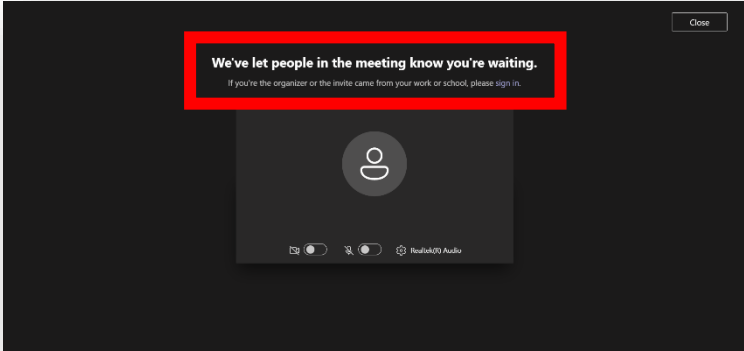 Close
We've let people in the meeting know you're waiting.
If you're the organizer or the invite came from your work or school, please sign in.
Realtek(R) Audio